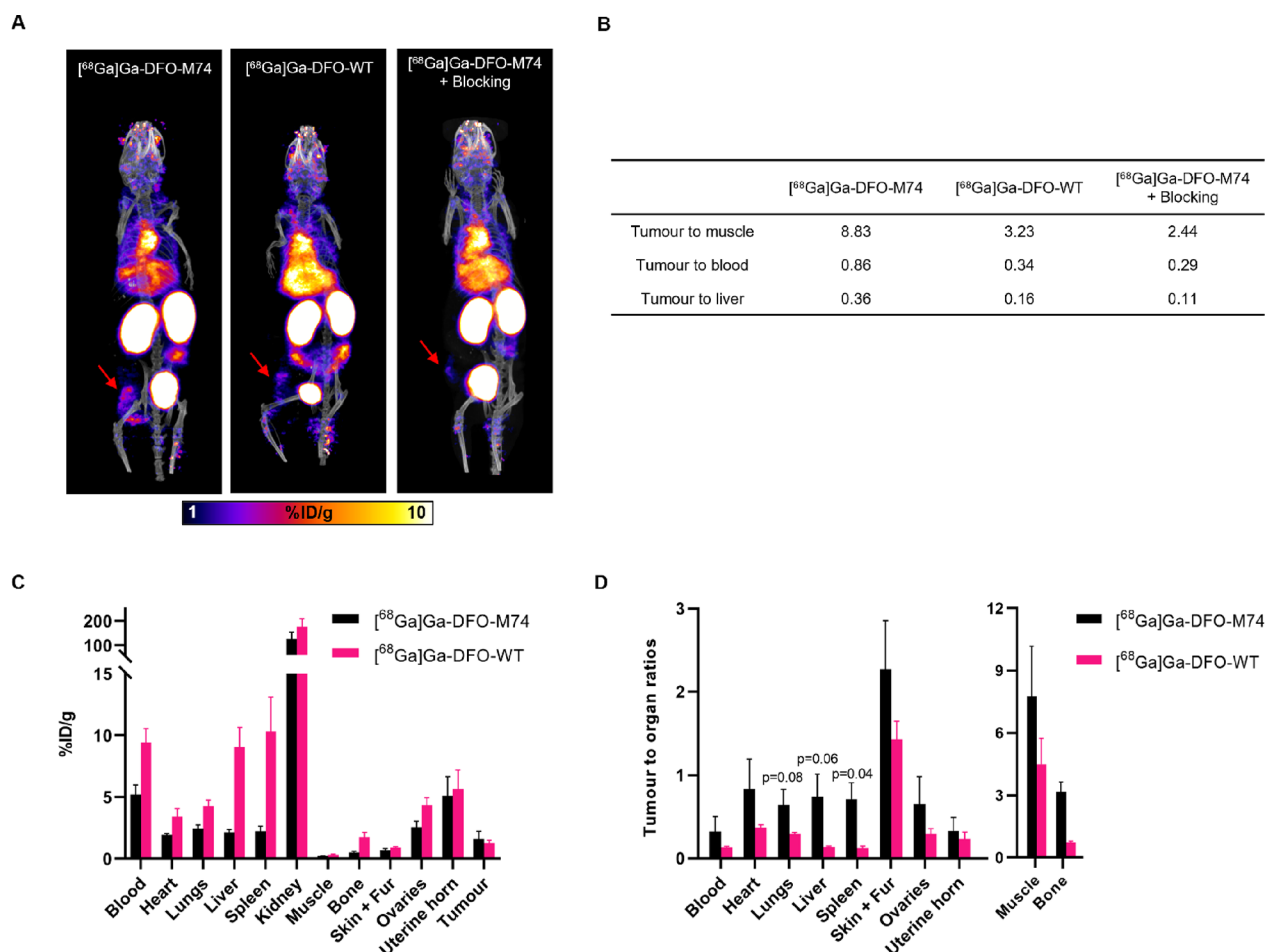 A
[⁶⁸Ga]Ga-DFO-M74
[⁶⁸Ga]Ga-DFO-WT
[⁶⁸Ga]Ga-DFO-M74
+ Blocking
1 %ID/g 10
B
[⁶⁸Ga]Ga-DFO-M74 [⁶⁸Ga]Ga-DFO-WT [⁶⁸Ga]Ga-DFO-M74
+ Blocking
Tumour to muscle 8.83 3.23 2.44
Tumour to blood 0.86 0.34 0.29
Tumour to liver 0.36 0.16 0.11
C
%ID/g
200
100
15
10
5
0
[⁶⁸Ga]Ga-DFO-M74
[⁶⁸Ga]Ga-DFO-WT
Blood
Heart
Lungs
Liver
Spleen
Kidney
Muscle
Bone
Skin + Fur
Ovaries
Uterine horn
Tumour
D
Tumour to organ ratios
3
2
1
0
p=0.08
p=0.06
p=0.04
Blood
Heart
Lungs
Liver
Spleen
Skin + Fur
Ovaries
Uterine horn
12
9
6
3
0
Muscle
Bone
[⁶⁸Ga]Ga-DFO-M74
[⁶⁸Ga]Ga-DFO-WT